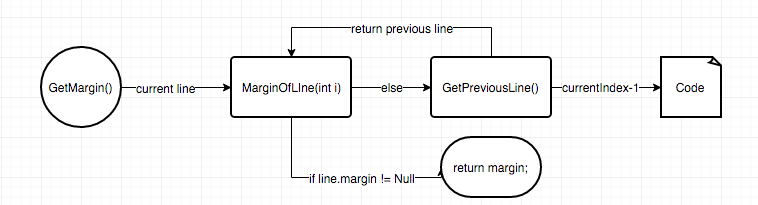 return previous line
GetMargin()
current line
MarginOfLIne(int i)
else
GetPreviousLine()
currentIndex-1
Code
if line.margin != Null
return margin;